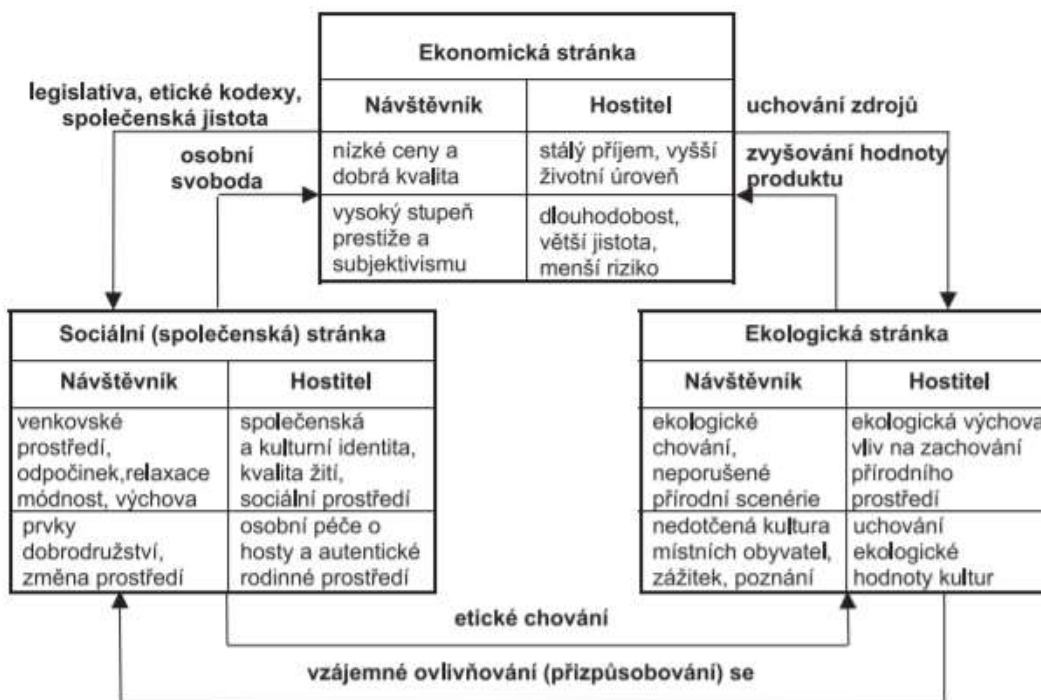 Ekonomická stránka
Návštěvník
Hostitel
nízké ceny a
dobrá kvalita
stálý příjem, vyšší
životní úroveň
vysoký stupeň
prestiže a
subjektivismu
dlouhodobost,
větší jistota,
menší riziko
legislativa, etické kodexy,
společenská jistota
osobní
svoboda
uchování zdrojů
zvyšování hodnoty
produktu
Sociální (společenská) stránka
Návštěvník
Hostitel
venkovské
prostředí,
odpočinek,relaxace
módnost, výchova
společenská
a kulturní identita,
kvalita žití,
sociální prostředí
prvky
dobrodružství,
změna prostředí
osobní péče o
hosty a autentické
rodinné prostředí
Ekologická stránka
Návštěvník
Hostitel
ekologické
chování,
neporušené
přírodní scenérie
ekologická výchova
vliv na zachování
přírodního
prostředí
nedotčená kultura
místních obyvatel,
zážitek, poznání
uchování
ekologické
hodnoty kultur
etické chování
vzájemné ovlivňování (přizpůsobování) se